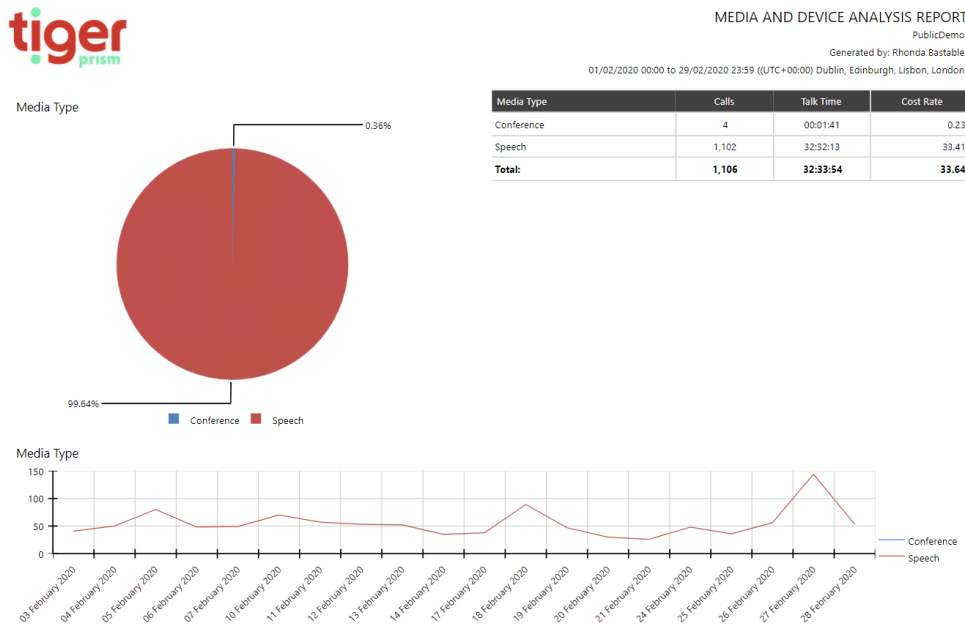 tiger
prism
MEDIA AND DEVICE ANALYSIS REPORT
PublicDemo
Generated by: Rhonda Bastable
01/02/2020 00:00 to 29/02/2020 23:59 ((UTC+00:00) Dublin, Edinburgh, Lisbon, London
Media Type
0.36%
99.64%
Conference Speech
Media Type Calls Talk Time Cost Rate
Conference 4 00:01:41 0.23
Speech 1,102 32:32:13 33.41
Total: 1,106 32:33:54 33.64
Media Type
150
100
50
0
03 February 2020
04 February 2020
05 February 2020
06 February 2020
07 February 2020
10 February 2020
11 February 2020
12 February 2020
13 February 2020
14 February 2020
17 February 2020
18 February 2020
19 February 2020
20 February 2020
21 February 2020
24 February 2020
25 February 2020
26 February 2020
27 February 2020
28 February 2020
Conference
Speech